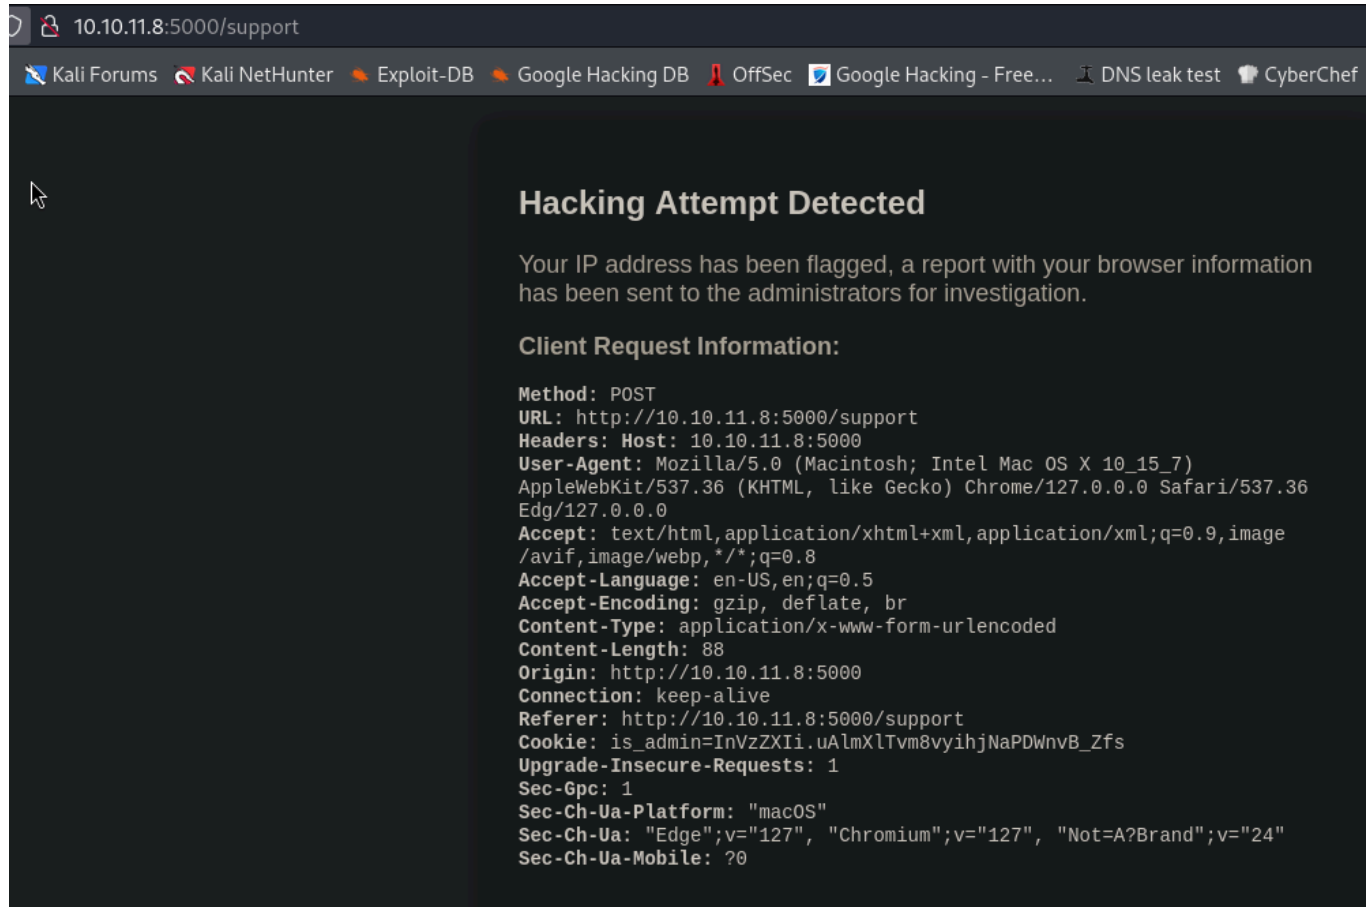 10.10.11.8:5000/support
Kali Forums Kali NetHunter Exploit-DB Google Hacking DB OffSec Google Hacking - Free… DNS leak test CyberChef
Hacking Attempt Detected
Your IP address has been flagged, a report with your browser information
has been sent to the administrators for investigation.
Client Request Information:
Method: POST
URL: http://10.10.11.8:5000/support
Headers: Host: 10.10.11.8:5000
User-Agent: Mozilla/5.0 (Macintosh; Intel Mac OS X 10_15_7)
AppleWebKit/537.36 (KHTML, like Gecko) Chrome/127.0.0.0 Safari/537.36
Edg/127.0.0.0
Accept: text/html,application/xhtml+xml,application/xml;q=0.9,image
/avif,image/webp,*/*;q=0.8
Accept-Language: en-US,en;q=0.5
Accept-Encoding: gzip, deflate, br
Content-Type: application/x-www-form-urlencoded
Content-Length: 88
Origin: http://10.10.11.8:5000
Connection: keep-alive
Referer: http://10.10.11.8:5000/support
Cookie: is_admin=InVzZXIi.uAlmXlTvm8vyihjNaPDWnvB_Zfs
Upgrade-Insecure-Requests: 1
Sec-Gpc: 1
Sec-Ch-Ua-Platform: "macOS"
Sec-Ch-Ua: "Edge";v="127", "Chromium";v="127", "Not=A?Brand";v="24"
Sec-Ch-Ua-Mobile: ?0